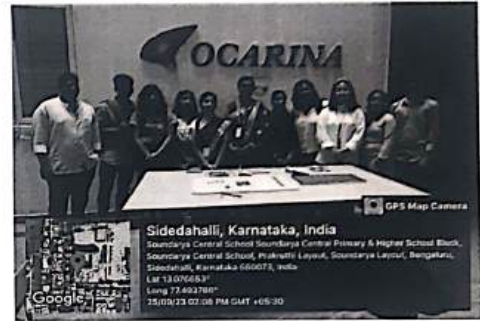 OCARINA
GPS Map Camera
Sidedahalli, Karnataka, India
Soundarya Central School Soundarya Central Primary & Higher School Block,
Soundarya Central School, Prakruthi Layout, Soundarya Layout, Bengaluru,
Sidedahalli, Karnataka 560073, India
Lat 13.076653°
Long 77.493786°
25/09/23 02:08 PM GMT +05:30
Google